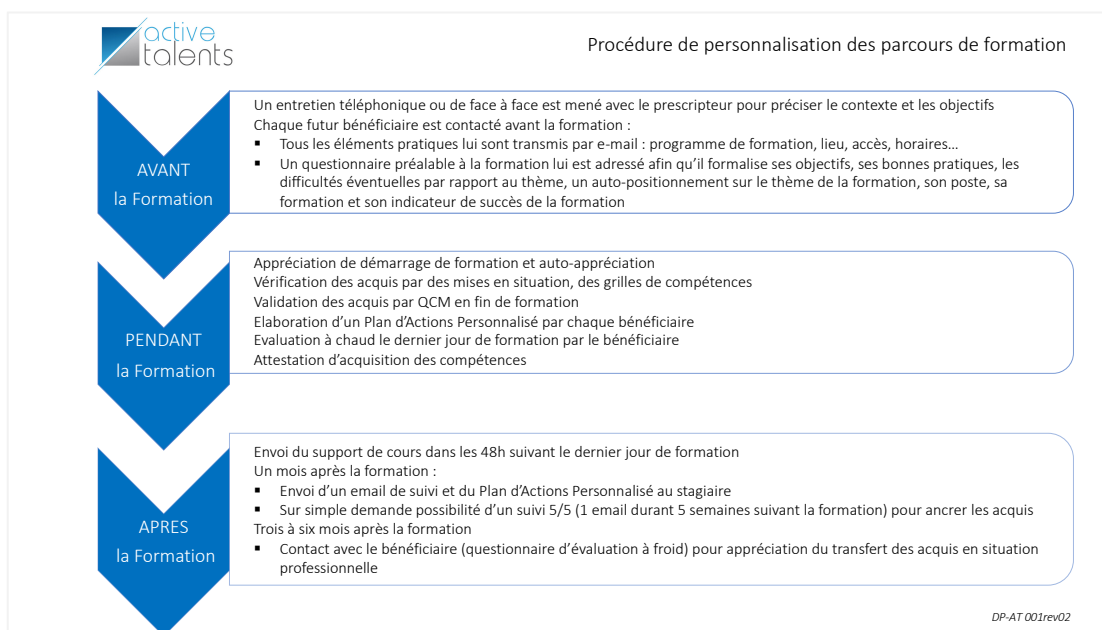 active
talents
Procédure de personnalisation des parcours de formation
AVANT
la Formation
Un entretien téléphonique ou de face à face est mené avec le prescripteur pour préciser le contexte et les objectifs
Chaque futur bénéficiaire est contacté avant la formation :
▪ Tous les éléments pratiques lui sont transmis par e-mail : programme de formation, lieu, accès, horaires…
▪ Un questionnaire préalable à la formation lui est adressé afin qu’il formalise ses objectifs, ses bonnes pratiques, les
difficultés éventuelles par rapport au thème, un auto-positionnement sur le thème de la formation, son poste, sa
formation et son indicateur de succès de la formation
PENDANT
la Formation
Appréciation de démarrage de formation et auto-appréciation
Vérification des acquis par des mises en situation, des grilles de compétences
Validation des acquis par QCM en fin de formation
Elaboration d’un Plan d’Actions Personnalisé par chaque bénéficiaire
Evaluation à chaud le dernier jour de formation par le bénéficiaire
Attestation d’acquisition des compétences
APRES
la Formation
Envoi du support de cours dans les 48h suivant le dernier jour de formation
Un mois après la formation :
▪ Envoi d’un email de suivi et du Plan d’Actions Personnalisé au stagiaire
▪ Sur simple demande possibilité d’un suivi 5/5 (1 email durant 5 semaines suivant la formation) pour ancrer les acquis
Trois à six mois après la formation
▪ Contact avec le bénéficiaire (questionnaire d’évaluation à froid) pour appréciation du transfert des acquis en situation
professionnelle
DP-AT 001rev02